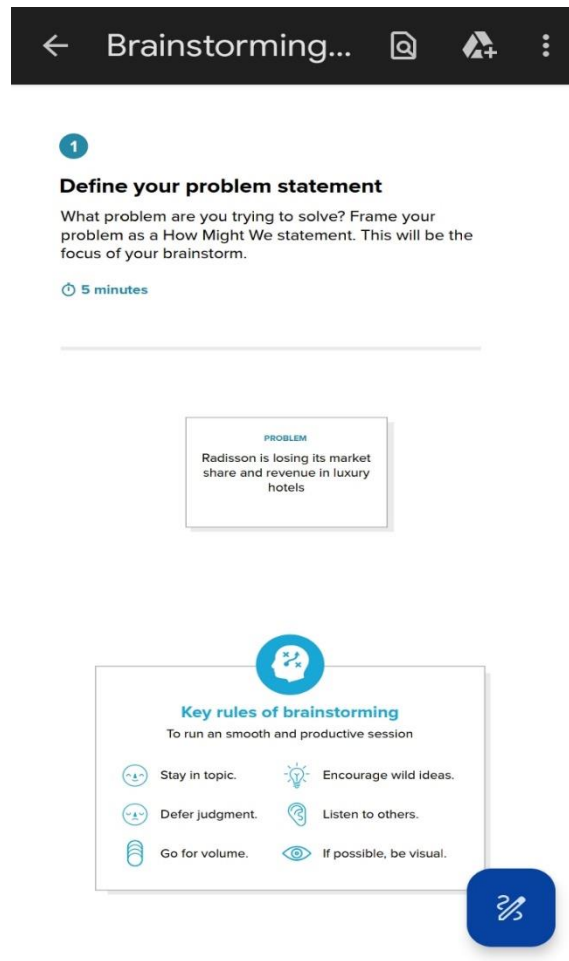 Brainstorming...
1
Define your problem statement
What problem are you trying to solve? Frame your
problem as a How Might We statement. This will be the
focus of your brainstorm.
5 minutes
PROBLEM
Radisson is losing its market
share and revenue in luxury
hotels
Key rules of brainstorming
To run an smooth and productive session
Stay in topic.
Encourage wild ideas.
Defer judgment.
Listen to others.
Go for volume.
If possible, be visual.